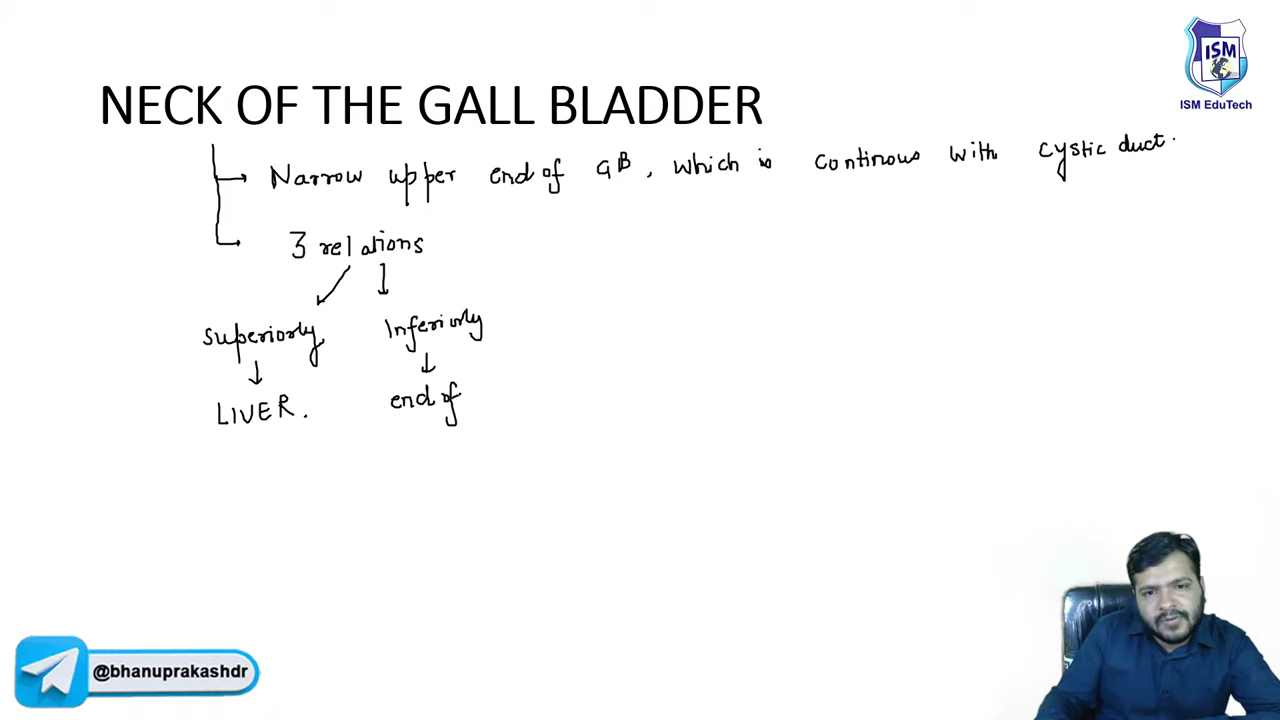 ISM
ISM EduTech
NECK OF THE GALL BLADDER
Narrow upper end of GB, which is continous with cystic duct.
3 relations
Superiorly Inferiorly
LIVER. end of
@bhanuprakashdr